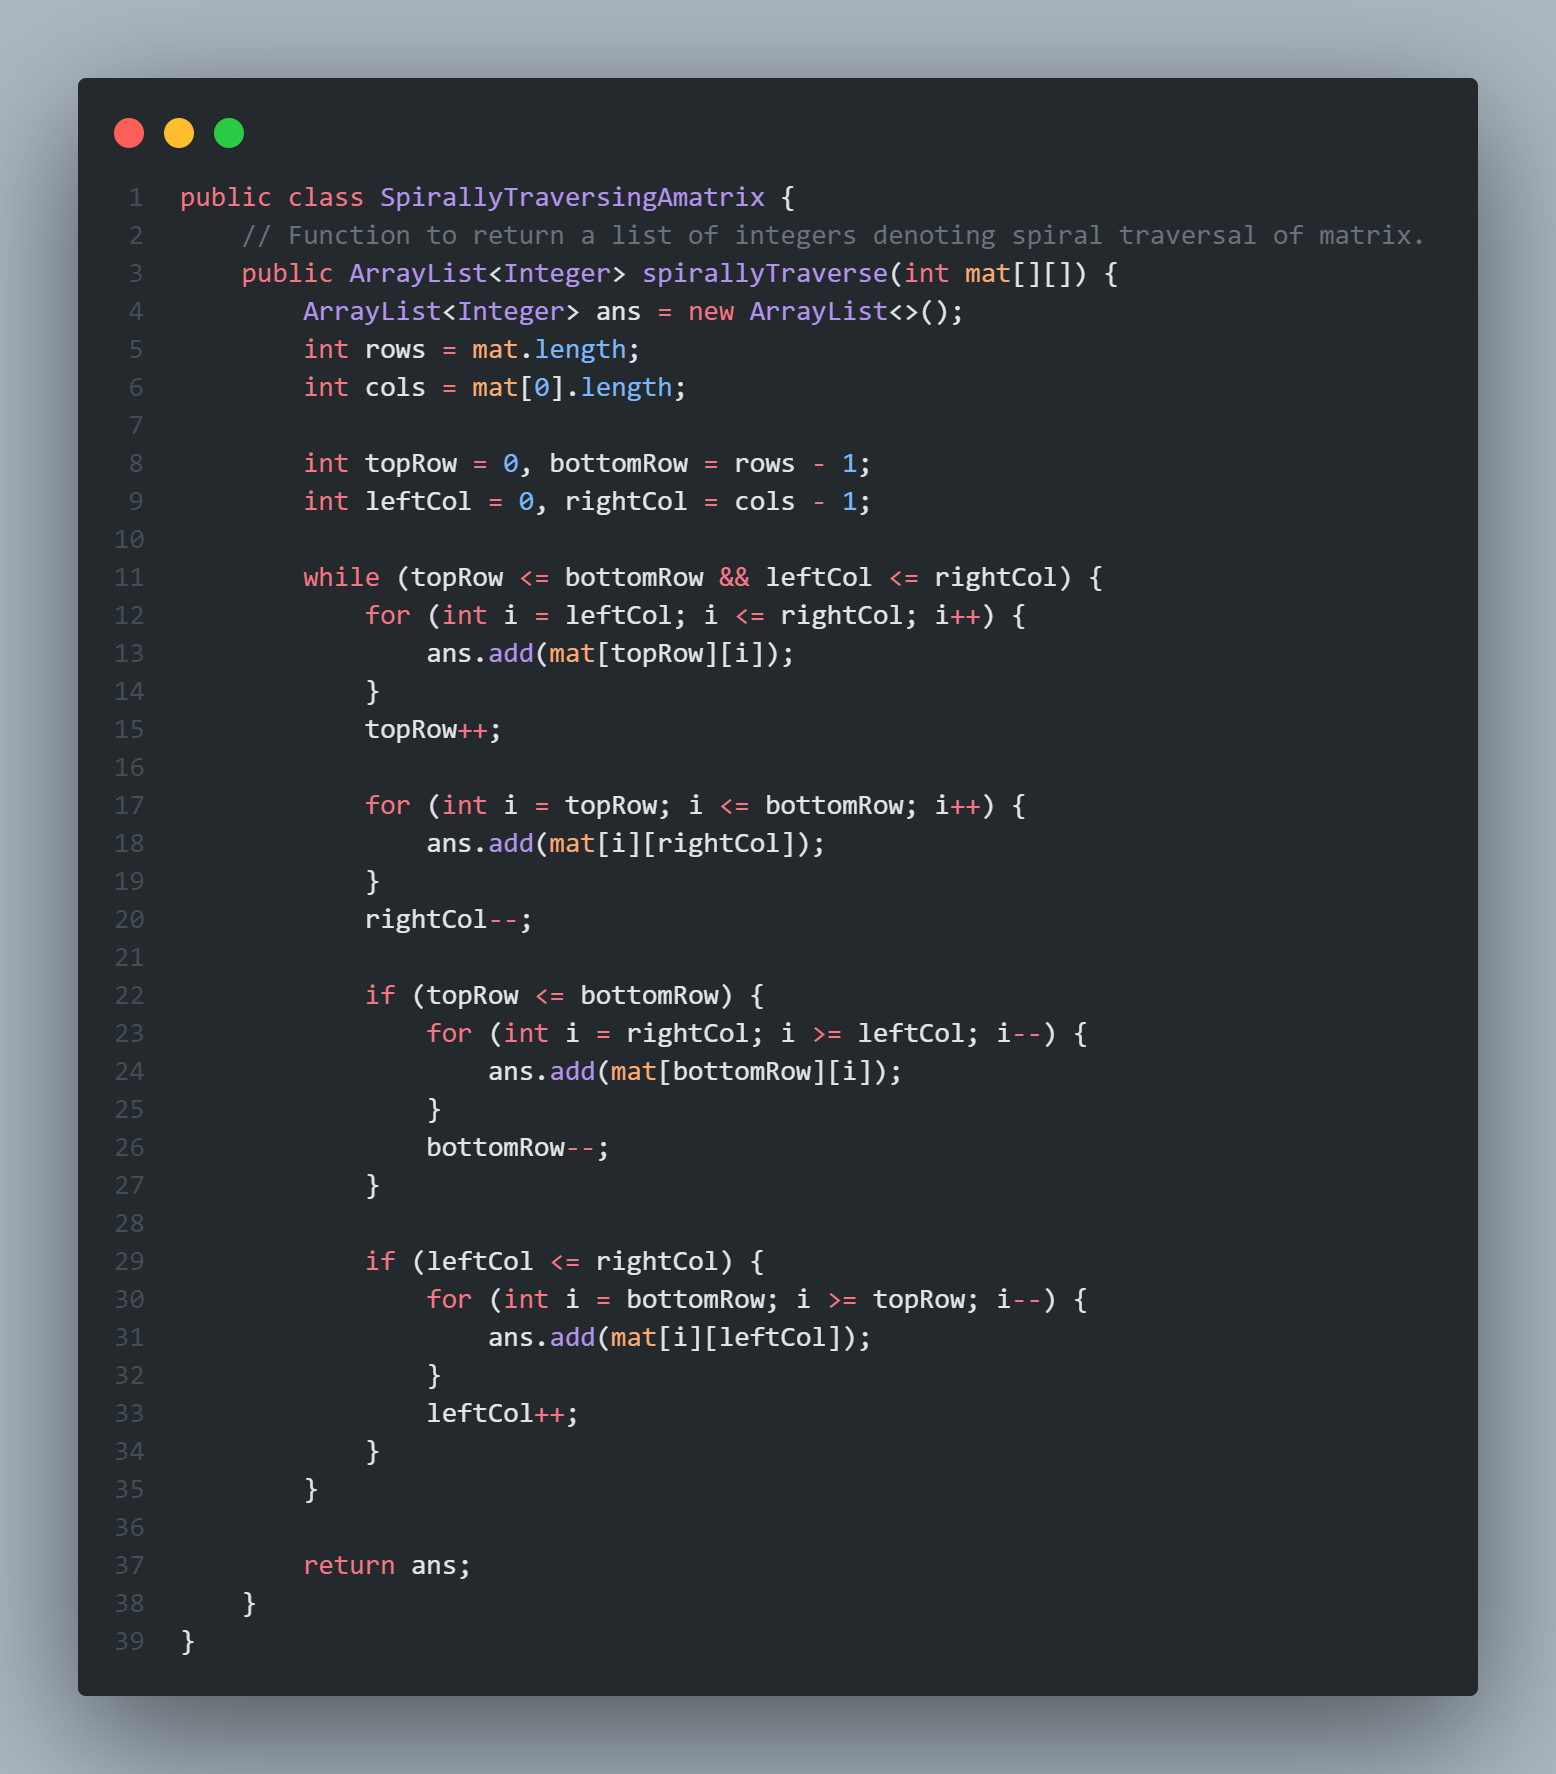 1 public class SpirallyTraversingAmatrix {
2     // Function to return a list of integers denoting spiral traversal of matrix.
3     public ArrayList<Integer> spirallyTraverse(int mat[][]) {
4         ArrayList<Integer> ans = new ArrayList<>();
5         int rows = mat.length;
6         int cols = mat[0].length;
7
8         int topRow = 0, bottomRow = rows - 1;
9         int leftCol = 0, rightCol = cols - 1;
10
11         while (topRow <= bottomRow && leftCol <= rightCol) {
12             for (int i = leftCol; i <= rightCol; i++) {
13                 ans.add(mat[topRow][i]);
14             }
15             topRow++;
16
17             for (int i = topRow; i <= bottomRow; i++) {
18                 ans.add(mat[i][rightCol]);
19             }
20             rightCol--;
21
22             if (topRow <= bottomRow) {
23                 for (int i = rightCol; i >= leftCol; i--) {
24                     ans.add(mat[bottomRow][i]);
25                 }
26                 bottomRow--;
27             }
28
29             if (leftCol <= rightCol) {
30                 for (int i = bottomRow; i >= topRow; i--) {
31                     ans.add(mat[i][leftCol]);
32                 }
33                 leftCol++;
34             }
35         }
36
37         return ans;
38     }
39 }